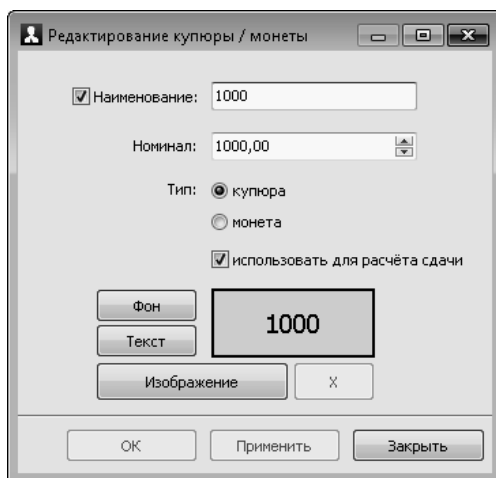 Редактирование купюры / монеты
Наименование: 1000
Номинал: 1000,00
Тип: купюра
монета
использовать для расчёта сдачи
Фон
1000
Текст
Изображение X
ОК Применить Закрыть